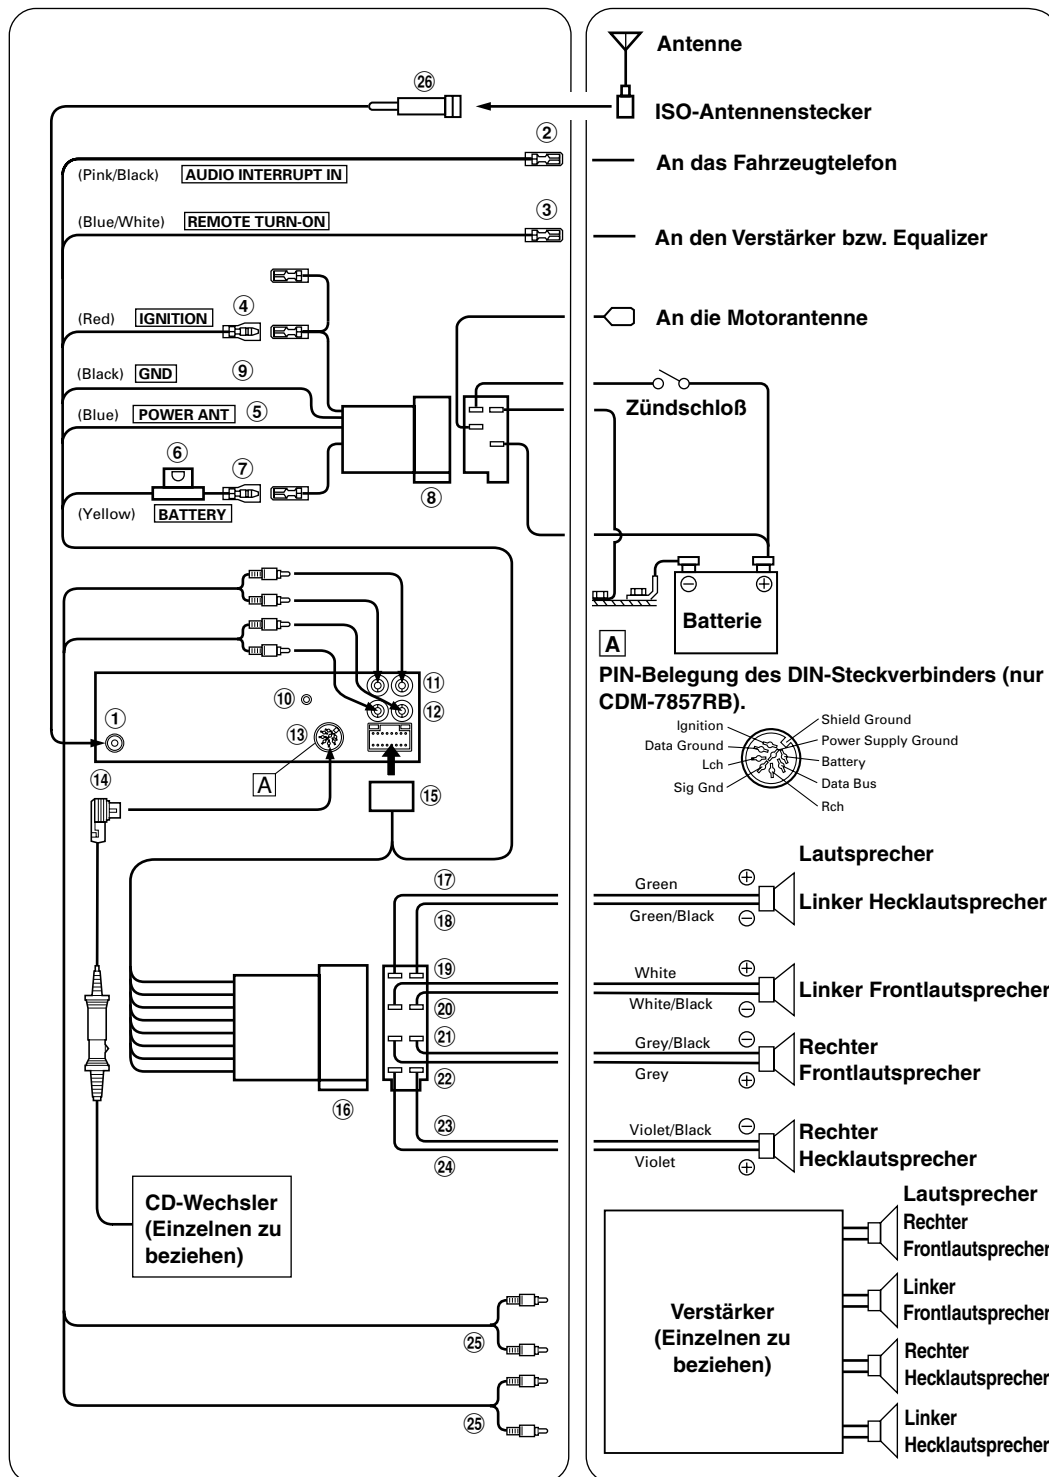 Antenne
㉖
ISO-Antennenstecker
②
(Pink/Black) AUDIO INTERRUPT IN
An das Fahrzeugtelefon
(Blue/White) REMOTE TURN-ON
③
An den Verstärker bzw. Equalizer
(Red) IGNITION ④
An die Motorantenne
(Black) GND ⑨
Zündschloß
(Blue) POWER ANT ⑤
⑥
⑦
⑧
(Yellow) BATTERY
⊖ ⊕
Batterie
A
PIN-Belegung des DIN-Steckverbinders (nur
CDM-7857RB).
⑪
⑩
⑫
①
⑬
A
⑭
⑮
Ignition
Data Ground
Lch
Sig Gnd
Shield Ground
Power Supply Ground
Battery
Data Bus
Rch
Lautsprecher
⑰
Green ⊕
Linker Hecklautsprecher
⑱
Green/Black ⊖
⑲
White ⊕
Linker Frontlautsprecher
⑳
White/Black ⊖
㉑
Grey/Black ⊖
Rechter
Frontlautsprecher
㉒
Grey ⊕
⑯
㉓
Violet/Black ⊖
Rechter
Hecklautsprecher
㉔
Violet ⊕
CD-Wechsler
(Einzelnen zu
beziehen)
Lautsprecher
Rechter
Frontlautsprecher
Linker
Frontlautsprecher
Verstärker
(Einzelnen zu
beziehen)
Rechter
Hecklautsprecher
Linker
Hecklautsprecher
㉕
㉕